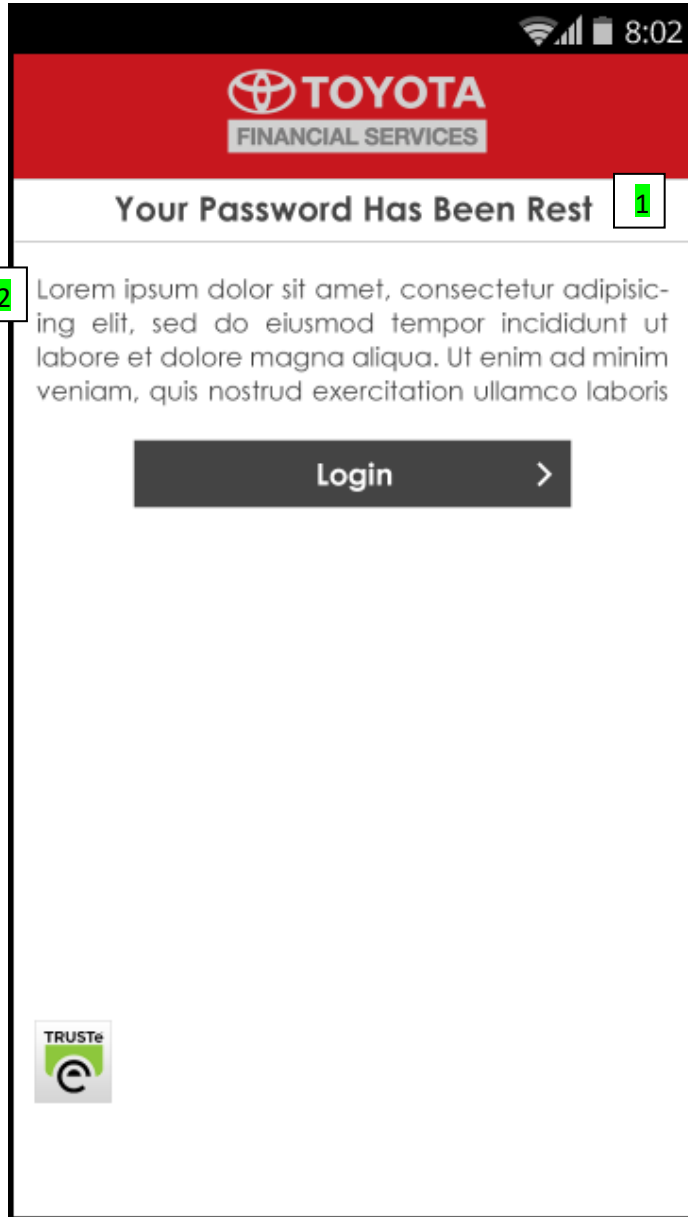 8:02
TOYOTA
FINANCIAL SERVICES
Your Password Has Been Rest
1
2
Lorem ipsum dolor sit amet, consectetur adipisic-
ing elit, sed do eiusmod tempor incididunt ut
labore et dolore magna aliqua. Ut enim ad minim
veniam, quis nostrud exercitation ullamco laboris
Login
TRUSTe
e